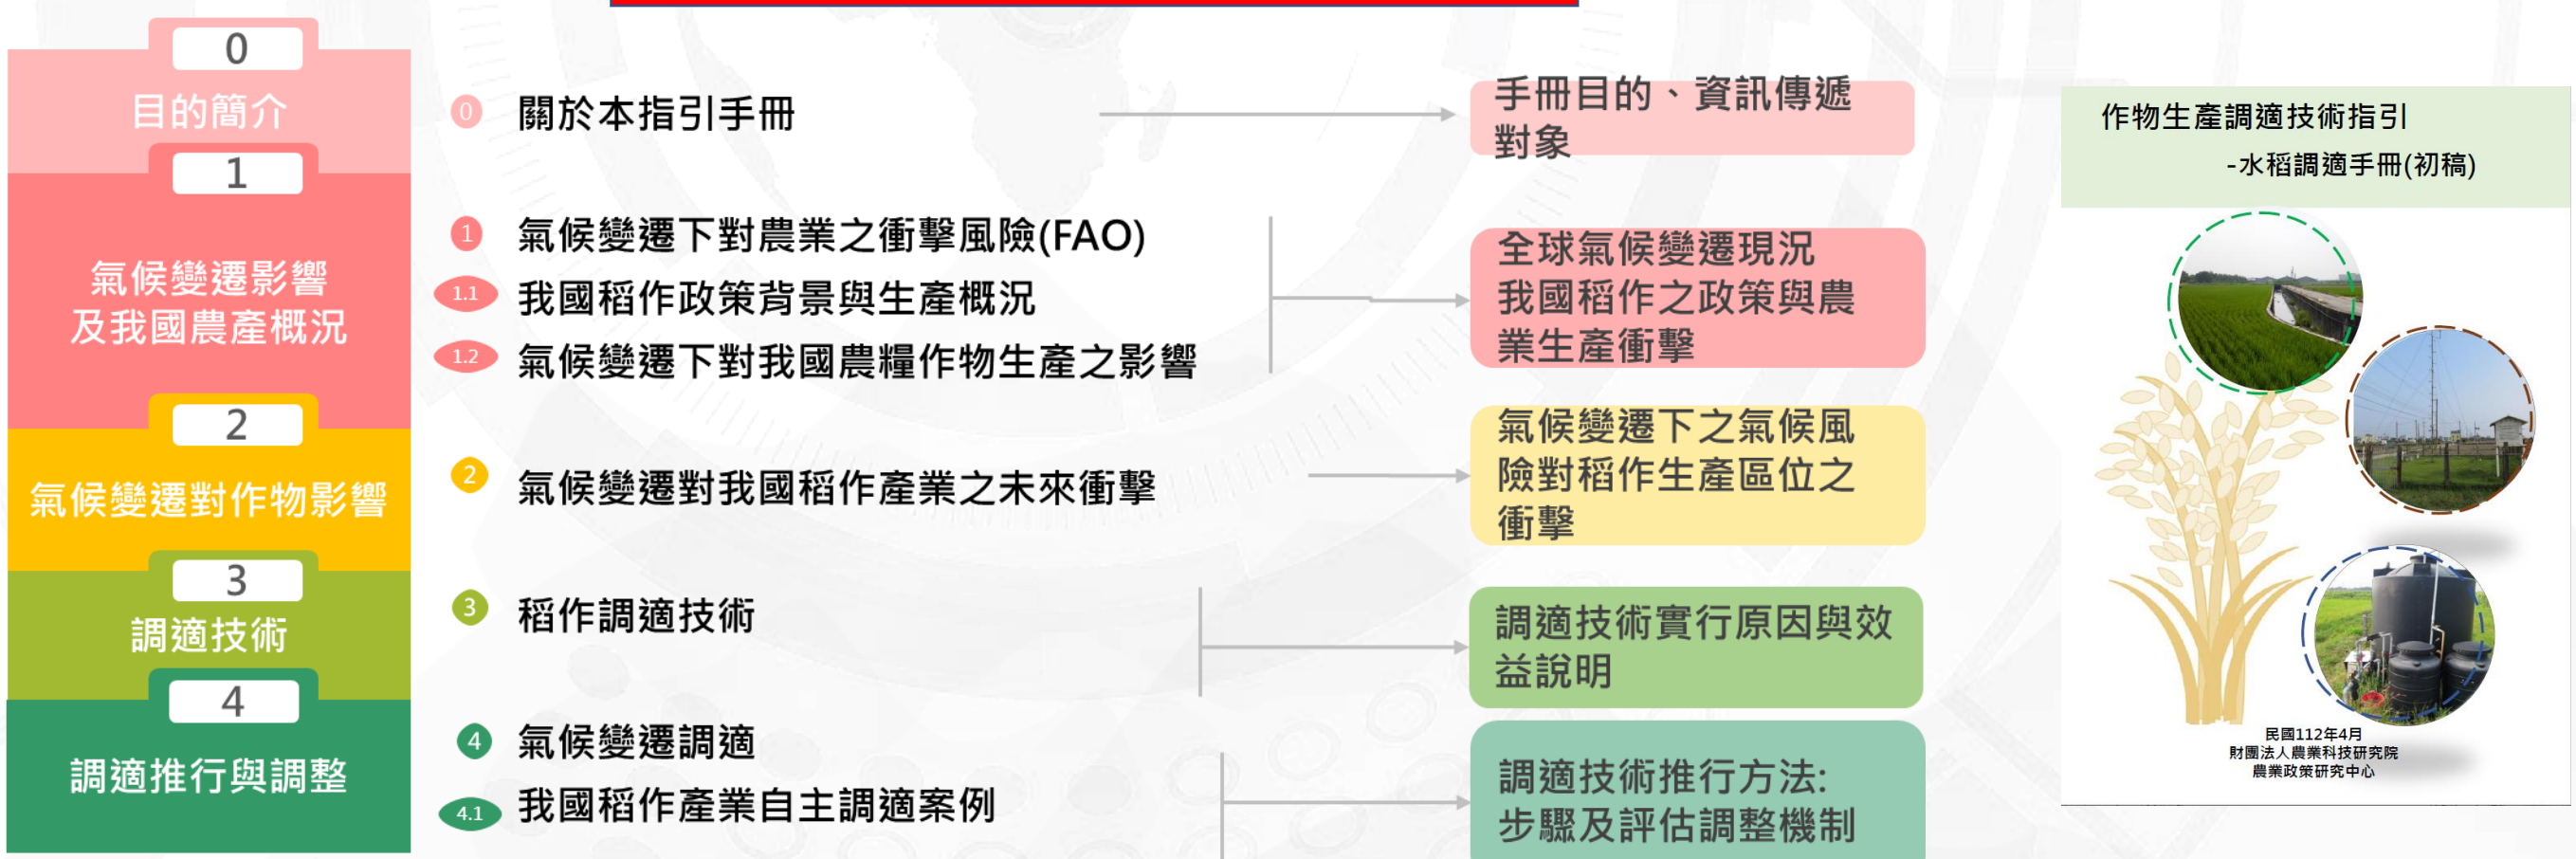 0
目的簡介
1
氣候變遷影響
及我國農產概況
2
氣候變遷對作物影響
3
調適技術
4
調適推行與調整
0 關於本指引手冊
1 氣候變遷下對農業之衝擊風險(FAO)
1.1 我國稻作政策背景與生產概況
1.2 氣候變遷下對我國農糧作物生產之影響
2 氣候變遷對我國稻作產業之未來衝擊
3 稻作調適技術
4 氣候變遷調適
4.1 我國稻作產業自主調適案例
手冊目的、資訊傳遞
對象
全球氣候變遷現況
我國稻作之政策與農
業生產衝擊
氣候變遷下之氣候風
險對稻作生產區位之
衝擊
調適技術實行原因與效
益說明
調適技術推行方法:
步驟及評估調整機制
作物生產調適技術指引
-水稻調適手冊(初稿)
民國112年4月
財團法人農業科技研究院
農業政策研究中心